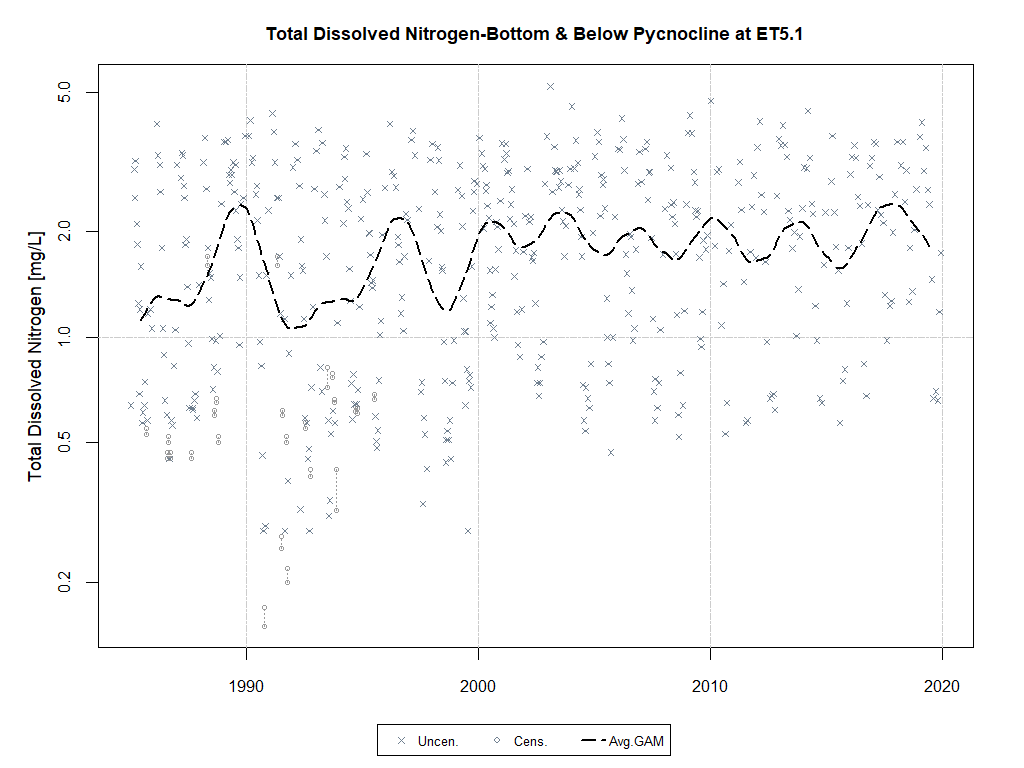 Total Dissolved Nitrogen-Bottom & Below Pycnocline at ET5.1
Total Dissolved Nitrogen [mg/L]
5.0
2.0
1.0
0.5
0.2
1990 2000 2010 2020
Uncen. Cens. Avg.GAM